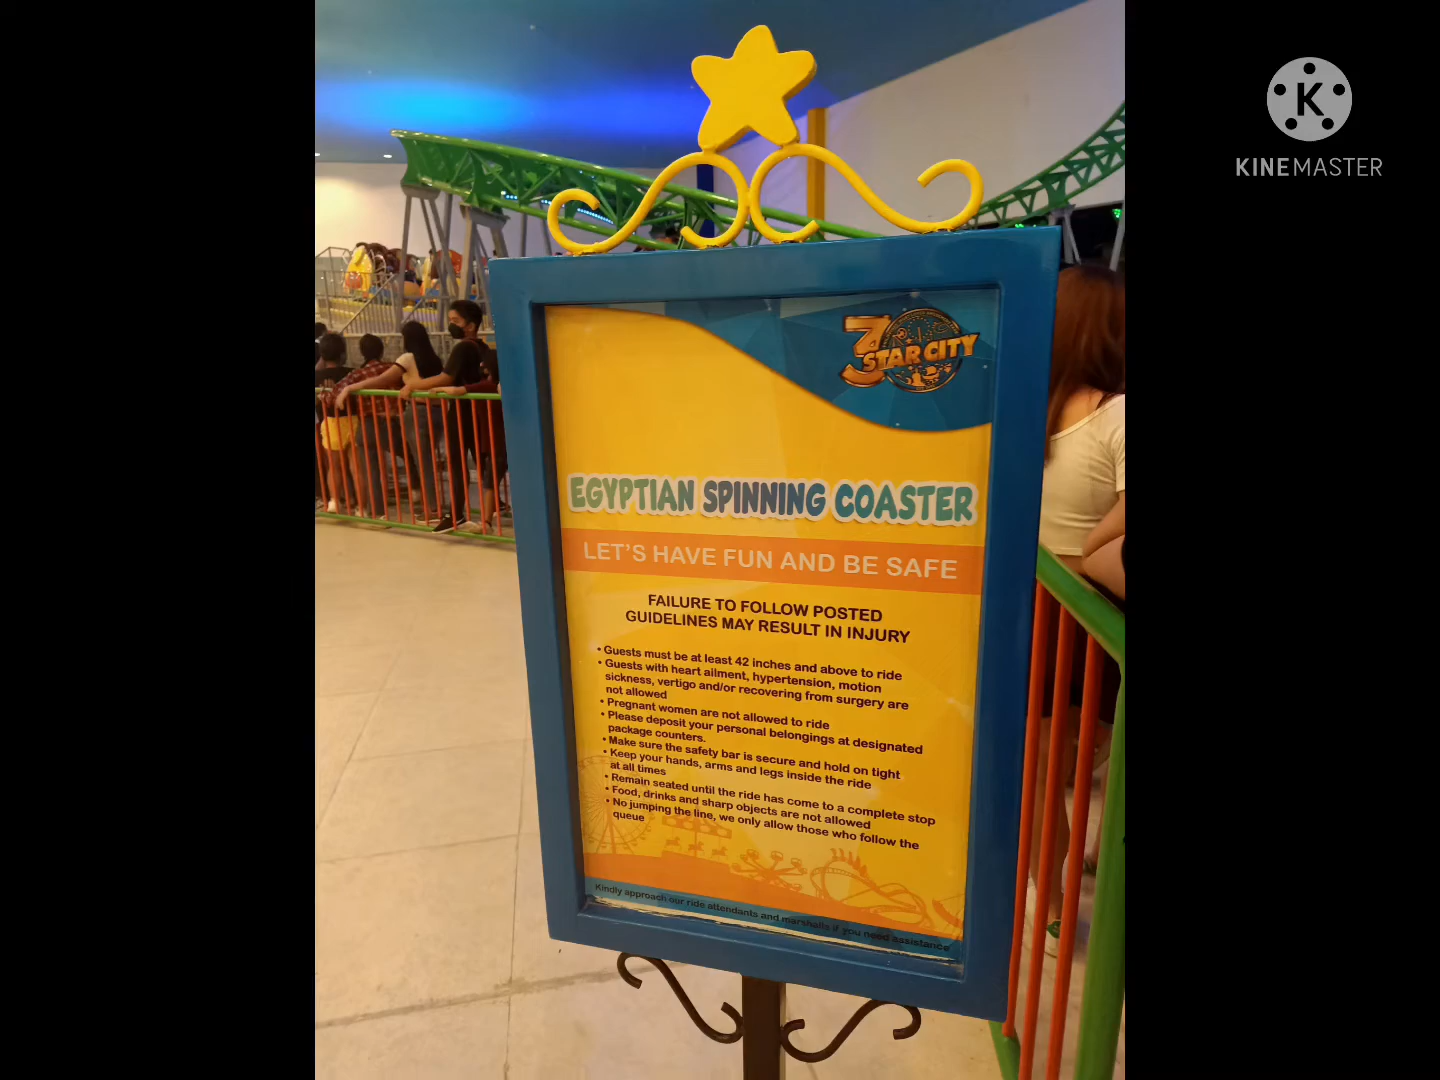 KINEMASTER
3
STAR CITY
EGYPTIAN SPINNING COASTER
LET'S HAVE FUN AND BE SAFE
FAILURE TO FOLLOW POSTED
GUIDELINES MAY RESULT IN INJURY
• Guests must be at least 42 inches and above to ride
• Guests with heart ailment, hypertension, motion
sickness, vertigo and/or recovering from surgery are
not allowed
• Pregnant women are not allowed to ride
• Please deposit your personal belongings at designated
package counters.
• Make sure the safety bar is secure and hold on tight
• Keep your hands, arms and legs inside the ride
at all times
• Remain seated until the ride has come to a complete stop
• Food, drinks and sharp objects are not allowed
• No jumping the line, we only allow those who follow the
queue
Kindly approach our ride attendants and marshalls if you need assistance